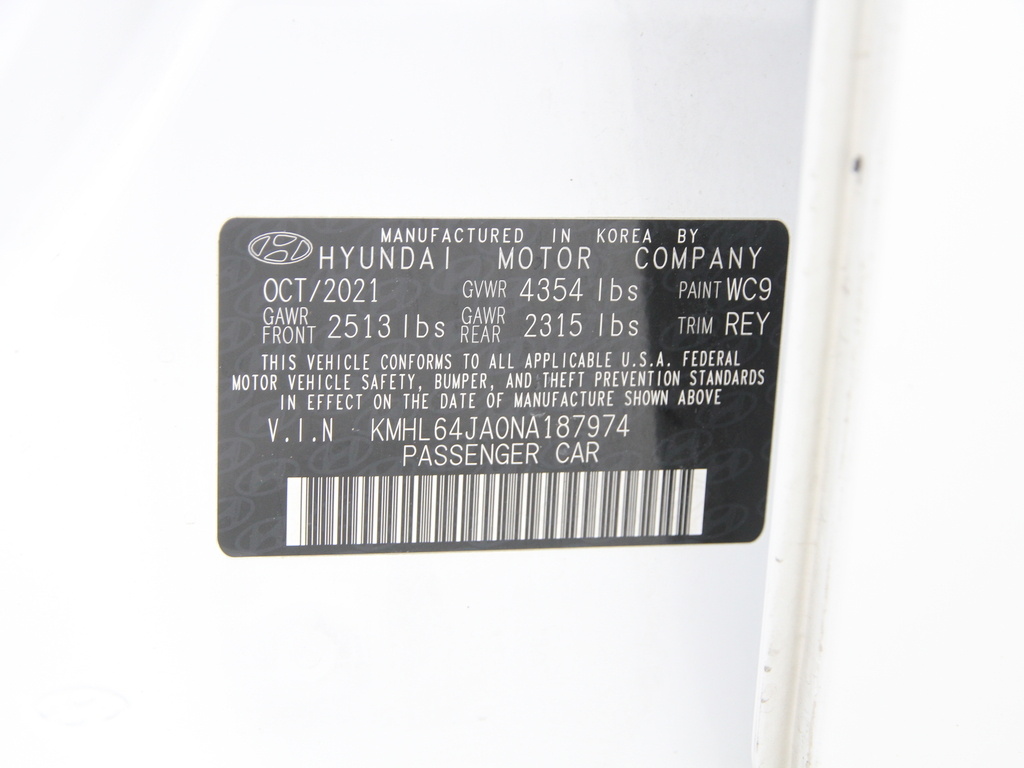 MANUFACTURED IN KOREA BY
HYUNDAI MOTOR COMPANY
OCT/2021 GVWR 4354 lbs PAINT WC9
GAWR FRONT 2513 lbs GAWR REAR 2315 lbs TRIM REY
THIS VEHICLE CONFORMS TO ALL APPLICABLE U.S.A. FEDERAL
MOTOR VEHICLE SAFETY, BUMPER, AND THEFT PREVENTION STANDARDS
IN EFFECT ON THE DATE OF MANUFACTURE SHOWN ABOVE
V.I.N KMHL64JA0NA187974
PASSENGER CAR